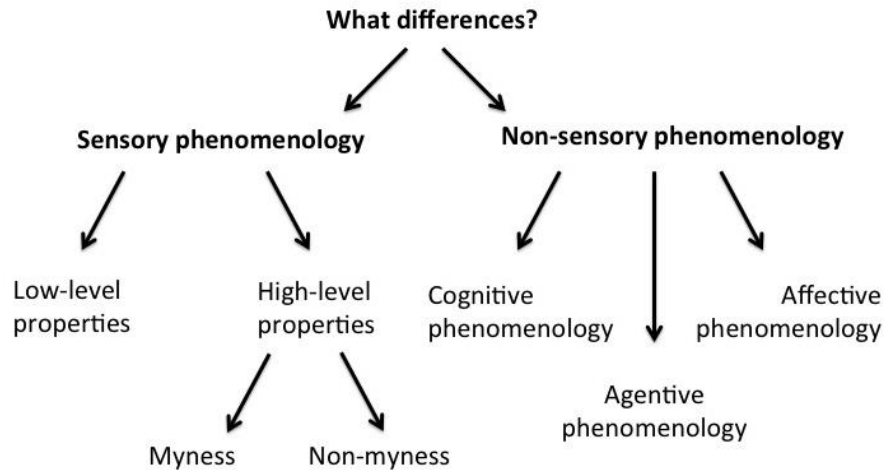 What differences?
Sensory phenomenology
Non-sensory phenomenology
Low-level
properties
High-level
properties
Cognitive
phenomenology
Affective
phenomenology
Agentive
phenomenology
Myness
Non-myness